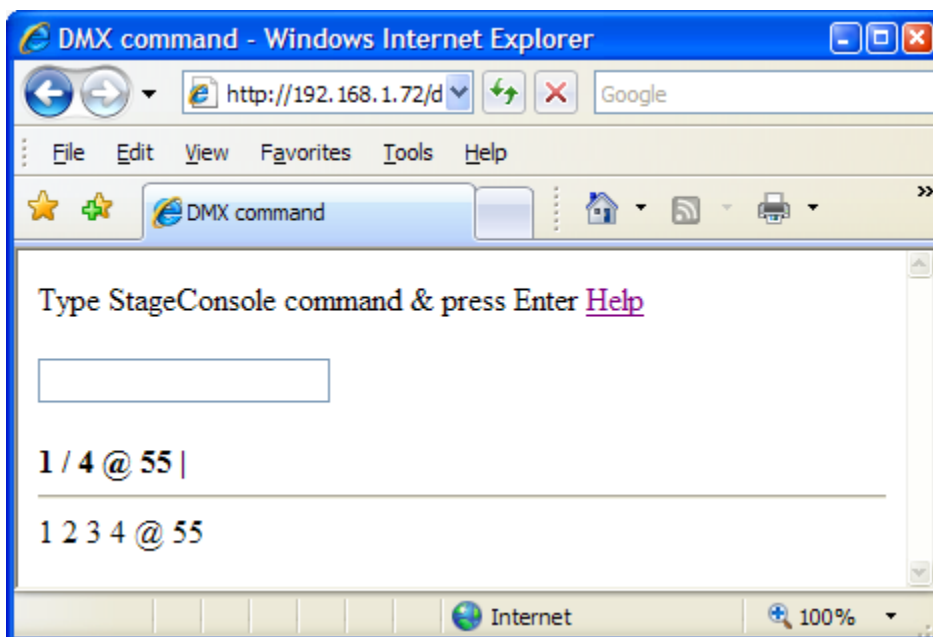 DMX command - Windows Internet Explorer
http://192.168.1.72/d
Google
File Edit View Favorites Tools Help
DMX command
»
Type StageConsole command & press Enter Help
1 / 4 @ 55 |
1 2 3 4 @ 55
Internet 100%